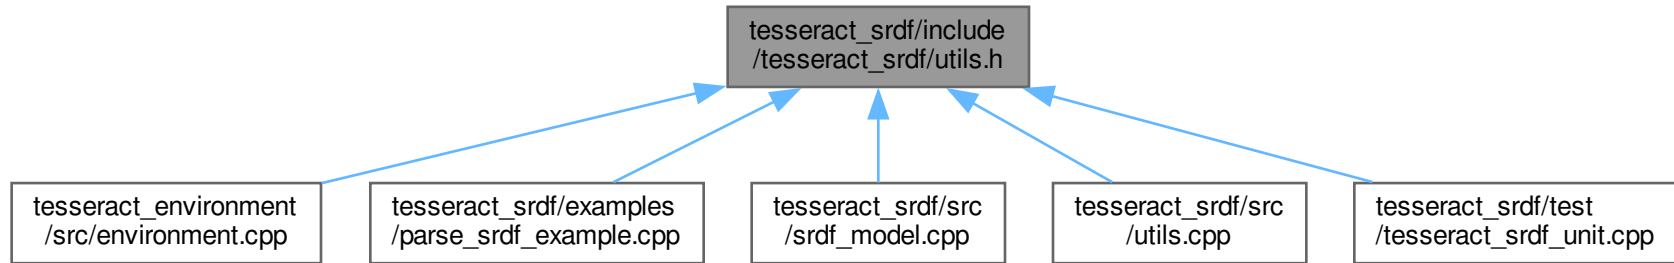 tesseract_srdf/include
/tesseract_srdf/utils.h
tesseract_environment
/src/environment.cpp
tesseract_srdf/examples
/parse_srdf_example.cpp
tesseract_srdf/src
/srdf_model.cpp
tesseract_srdf/src
/utils.cpp
tesseract_srdf/test
/tesseract_srdf_unit.cpp